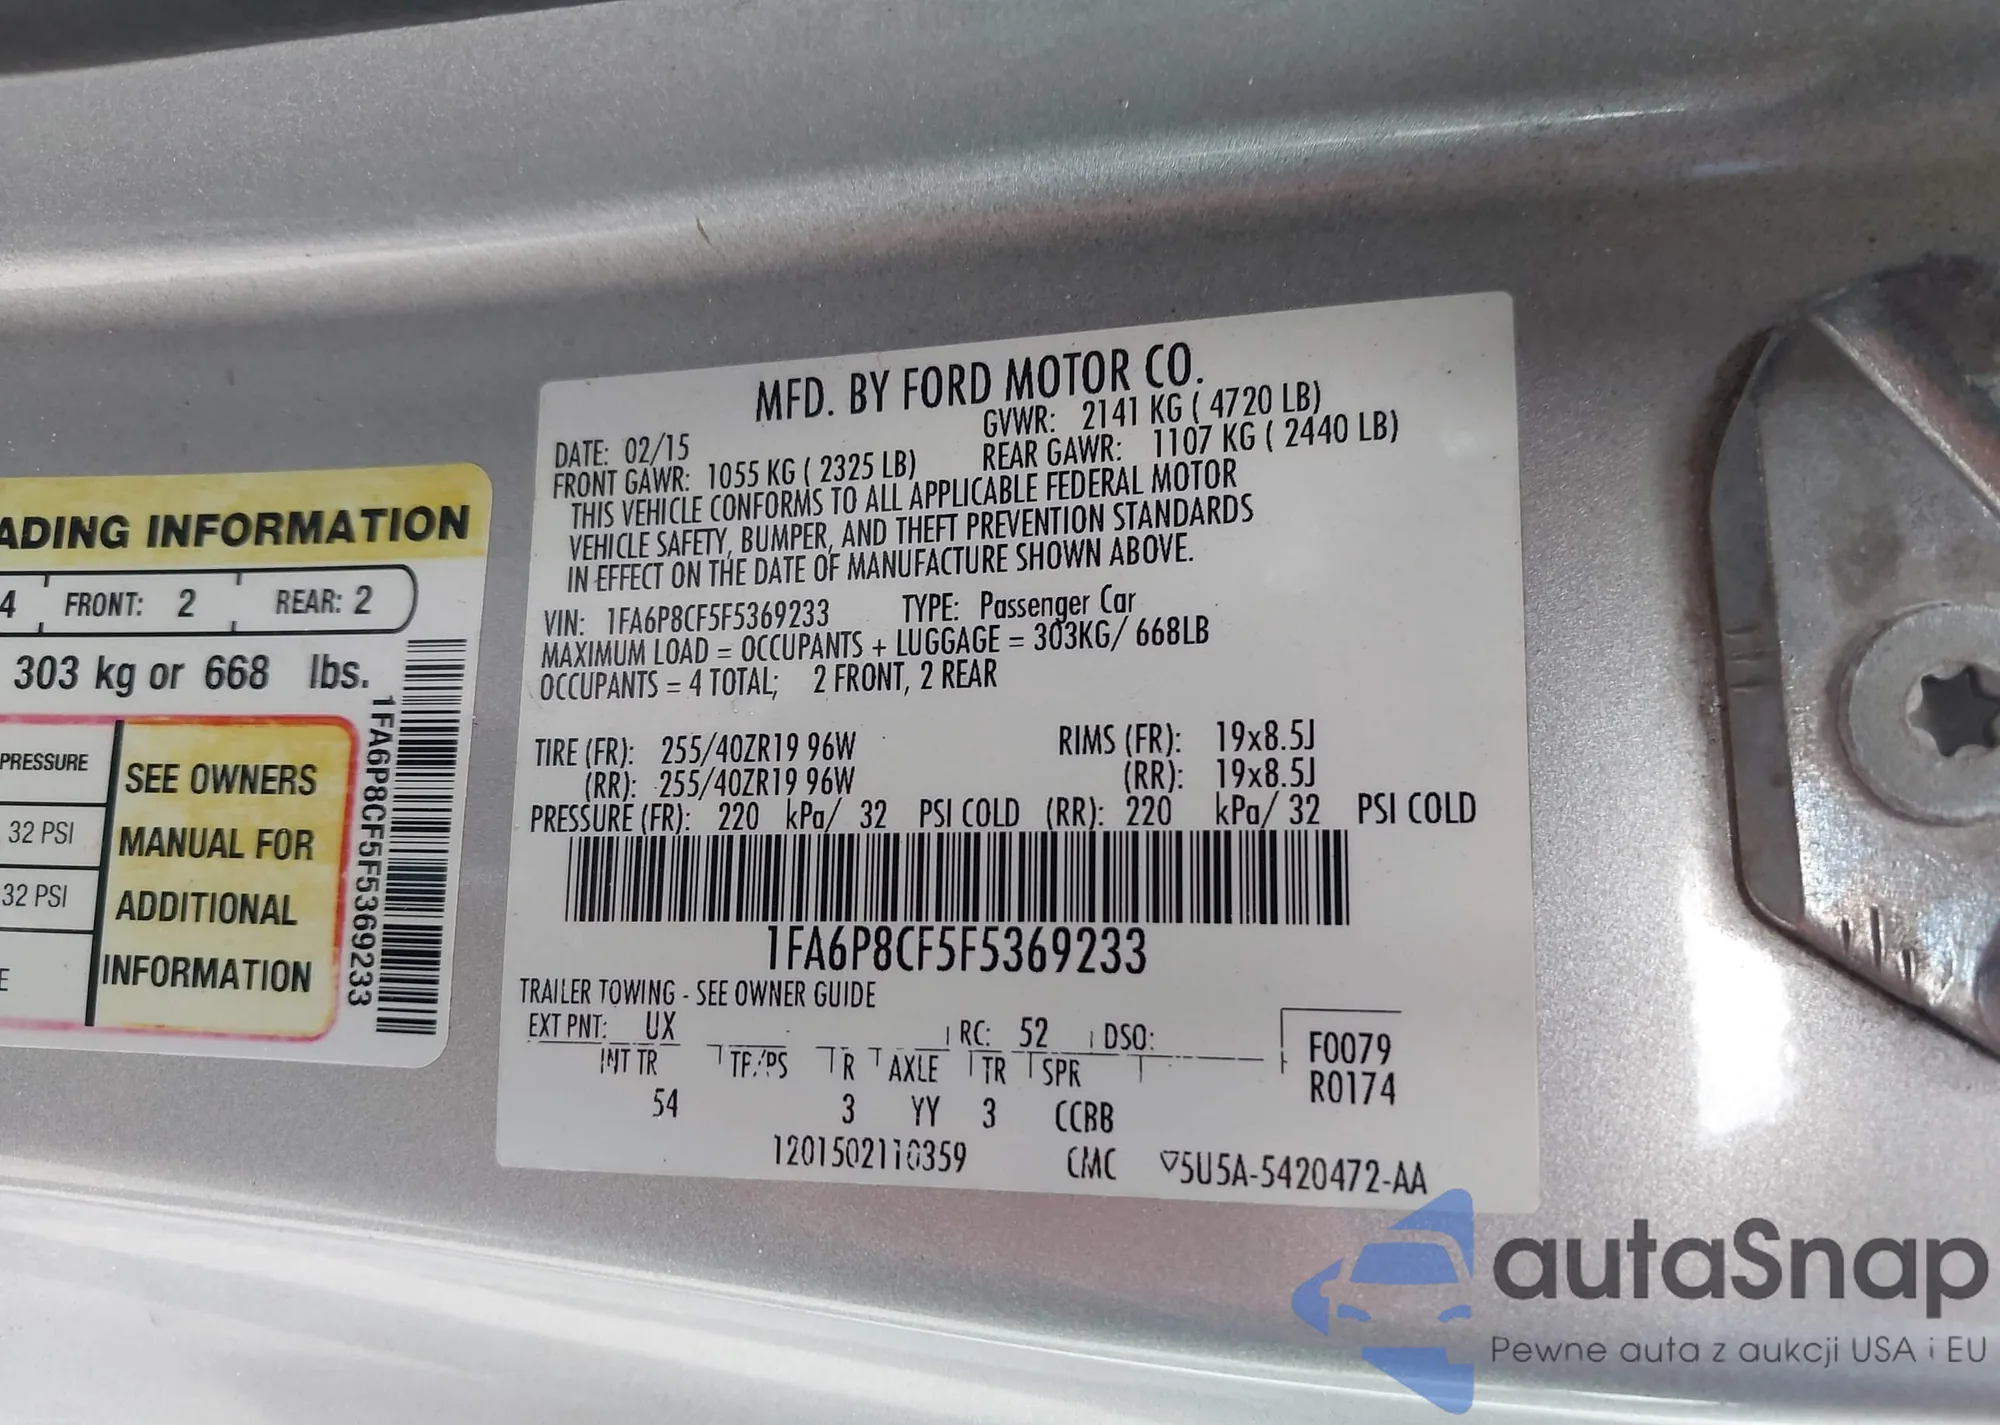 ADING INFORMATION
4 FRONT: 2 REAR: 2
303 kg or 668 lbs.
PRESSURE
32 PSI
32 PSI
E
SEE OWNERS
MANUAL FOR
ADDITIONAL
INFORMATION
1FA6P8CF5F5369233
MFD. BY FORD MOTOR CO.
DATE: 02/15 GVWR: 2141 KG ( 4720 LB)
FRONT GAWR: 1055 KG ( 2325 LB) REAR GAWR: 1107 KG ( 2440 LB)
THIS VEHICLE CONFORMS TO ALL APPLICABLE FEDERAL MOTOR
VEHICLE SAFETY, BUMPER, AND THEFT PREVENTION STANDARDS
IN EFFECT ON THE DATE OF MANUFACTURE SHOWN ABOVE.
VIN: 1FA6P8CF5F5369233 TYPE: Passenger Car
MAXIMUM LOAD = OCCUPANTS + LUGGAGE = 303KG/ 668LB
OCCUPANTS = 4 TOTAL; 2 FRONT, 2 REAR
TIRE (FR): 255/40ZR19 96W RIMS (FR): 19x8.5J
(RR): 255/40ZR19 96W (RR): 19x8.5J
PRESSURE (FR): 220 kPa/ 32 PSI COLD (RR): 220 kPa/ 32 PSI COLD
1FA6P8CF5F5369233
TRAILER TOWING - SEE OWNER GUIDE
EXT PNT: UX RC: 52 DSO: F0079
INT TR TP/PS R AXLE TR SPR R0174
54 3 YY 3 CCBB
1201502110359 CMC ▽5U5A-5420472-AA
autaSnap
Pewne auta z aukcji USA i EU